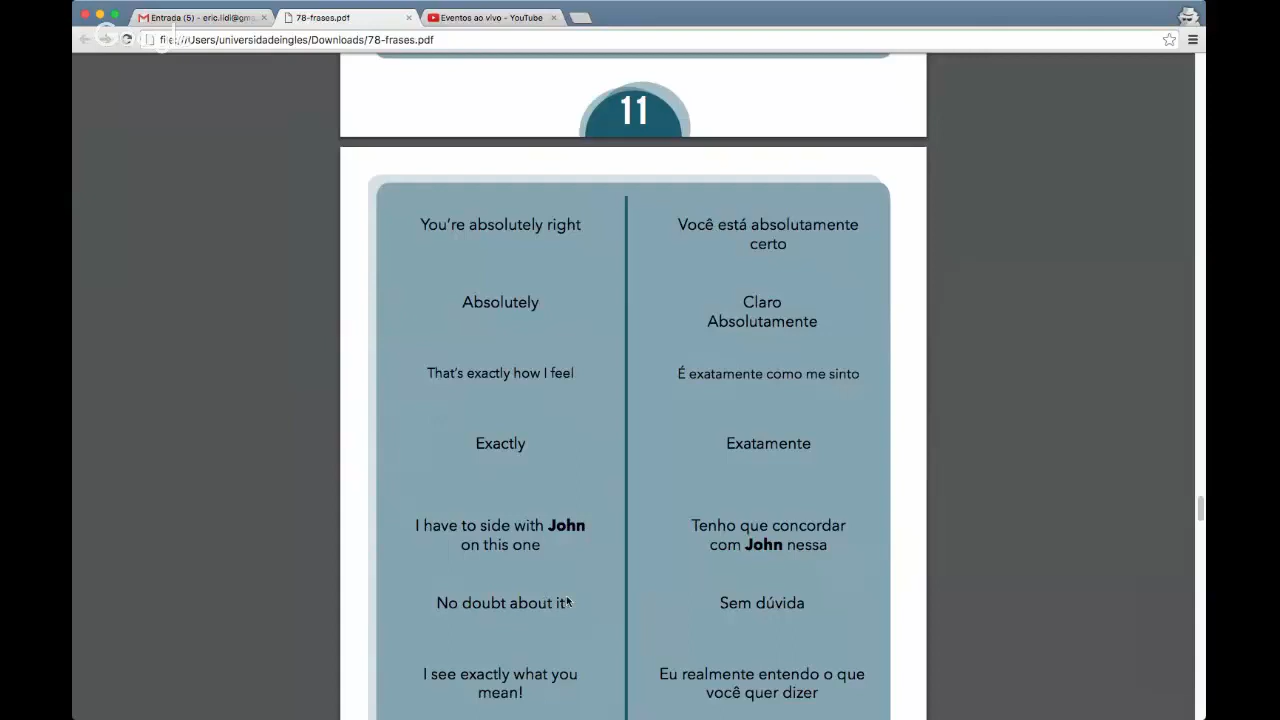 Entrada (5) - eric.lidi@gm
78-frases.pdf
Eventos ao vivo - YouTube
file:///Users/universidadeingles/Downloads/78-frases.pdf
11
You're absolutely right
Você está absolutamente
certo
Absolutely
Claro
Absolutamente
That's exactly how I feel
É exatamente como me sinto
Exactly
Exatamente
I have to side with John
on this one
Tenho que concordar
com John nessa
No doubt about it
Sem dúvida
I see exactly what you
mean!
Eu realmente entendo o que
você quer dizer